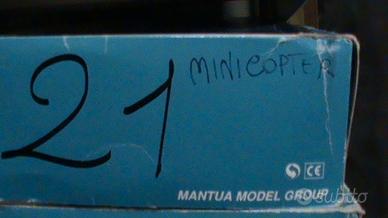 21 MINICOPTER
CE
MANTUA MODEL GROUP
subito